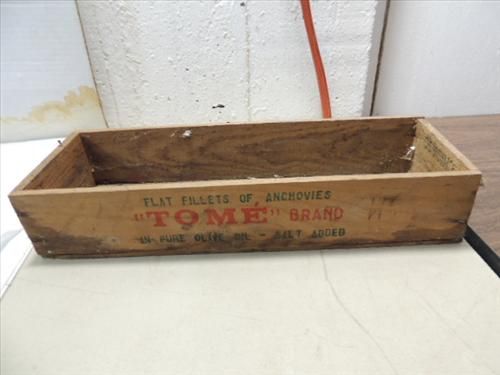 FLAT FILLETS OF ANCHOVIES
"TOMÉ" BRAND
IN PURE OLIVE OIL - SALT ADDED